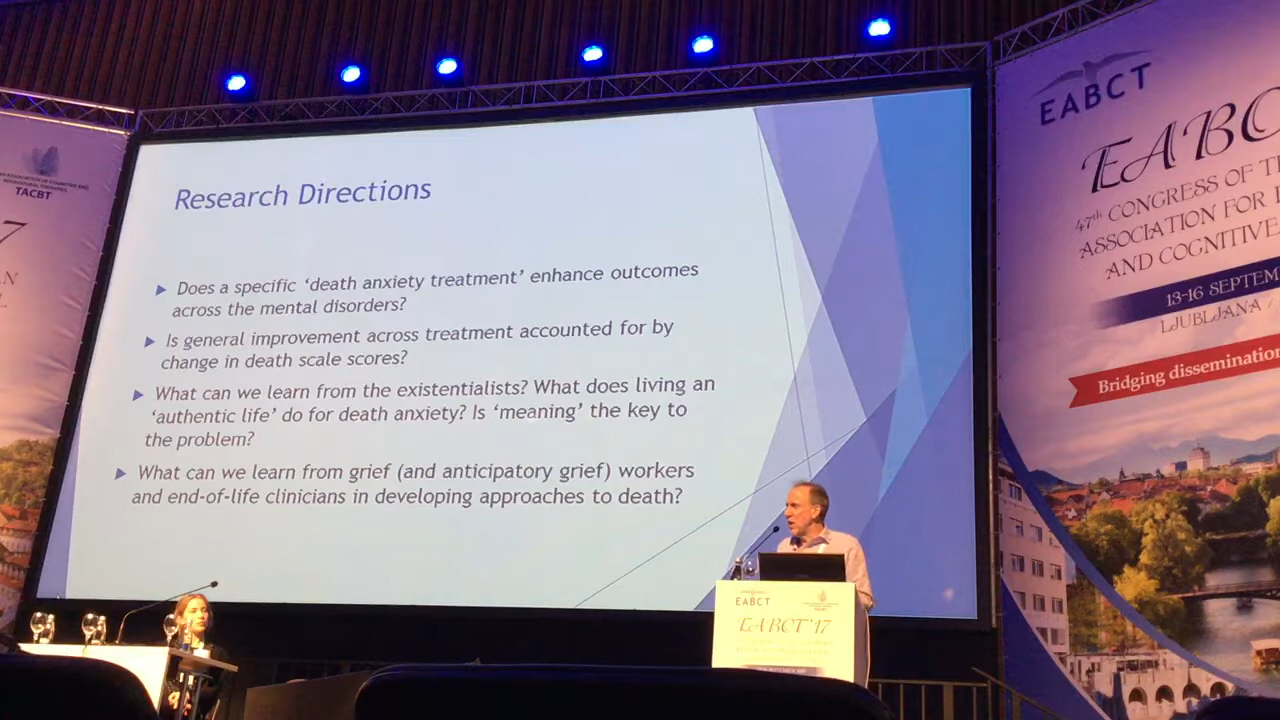 Research Directions
Does a specific ‘death anxiety treatment’ enhance outcomes
across the mental disorders?
Is general improvement across treatment accounted for by
change in death scale scores?
What can we learn from the existentialists? What does living an
‘authentic life’ do for death anxiety? Is ‘meaning’ the key to
the problem?
What can we learn from grief (and anticipatory grief) workers
and end-of-life clinicians in developing approaches to death?
TACBT
7
EABCT
EABC
47th CONGRESS OF
ASSOCIATION FOR
AND COGNITIVE
13-16 SEPTEM
LJUBLJANA
Bridging dissemination
EABCT
EABCT'17